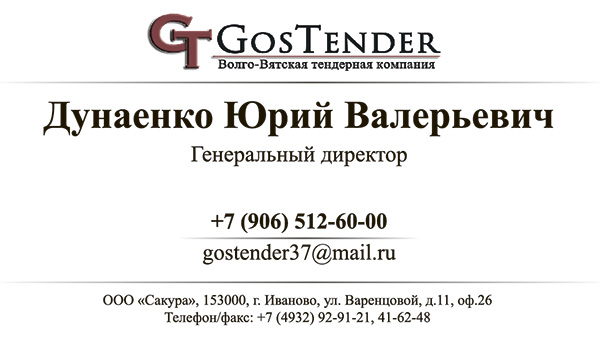 GT GosTender
Волго-Вятская тендерная компания
Дунаенко Юрий Валерьевич
Генеральный директор
+7 (906) 512-60-00
gostender37@mail.ru
ООО «Сакура», 153000, г. Иваново, ул. Варенцовой, д.11, оф.26
Телефон/факс: +7 (4932) 92-91-21, 41-62-48